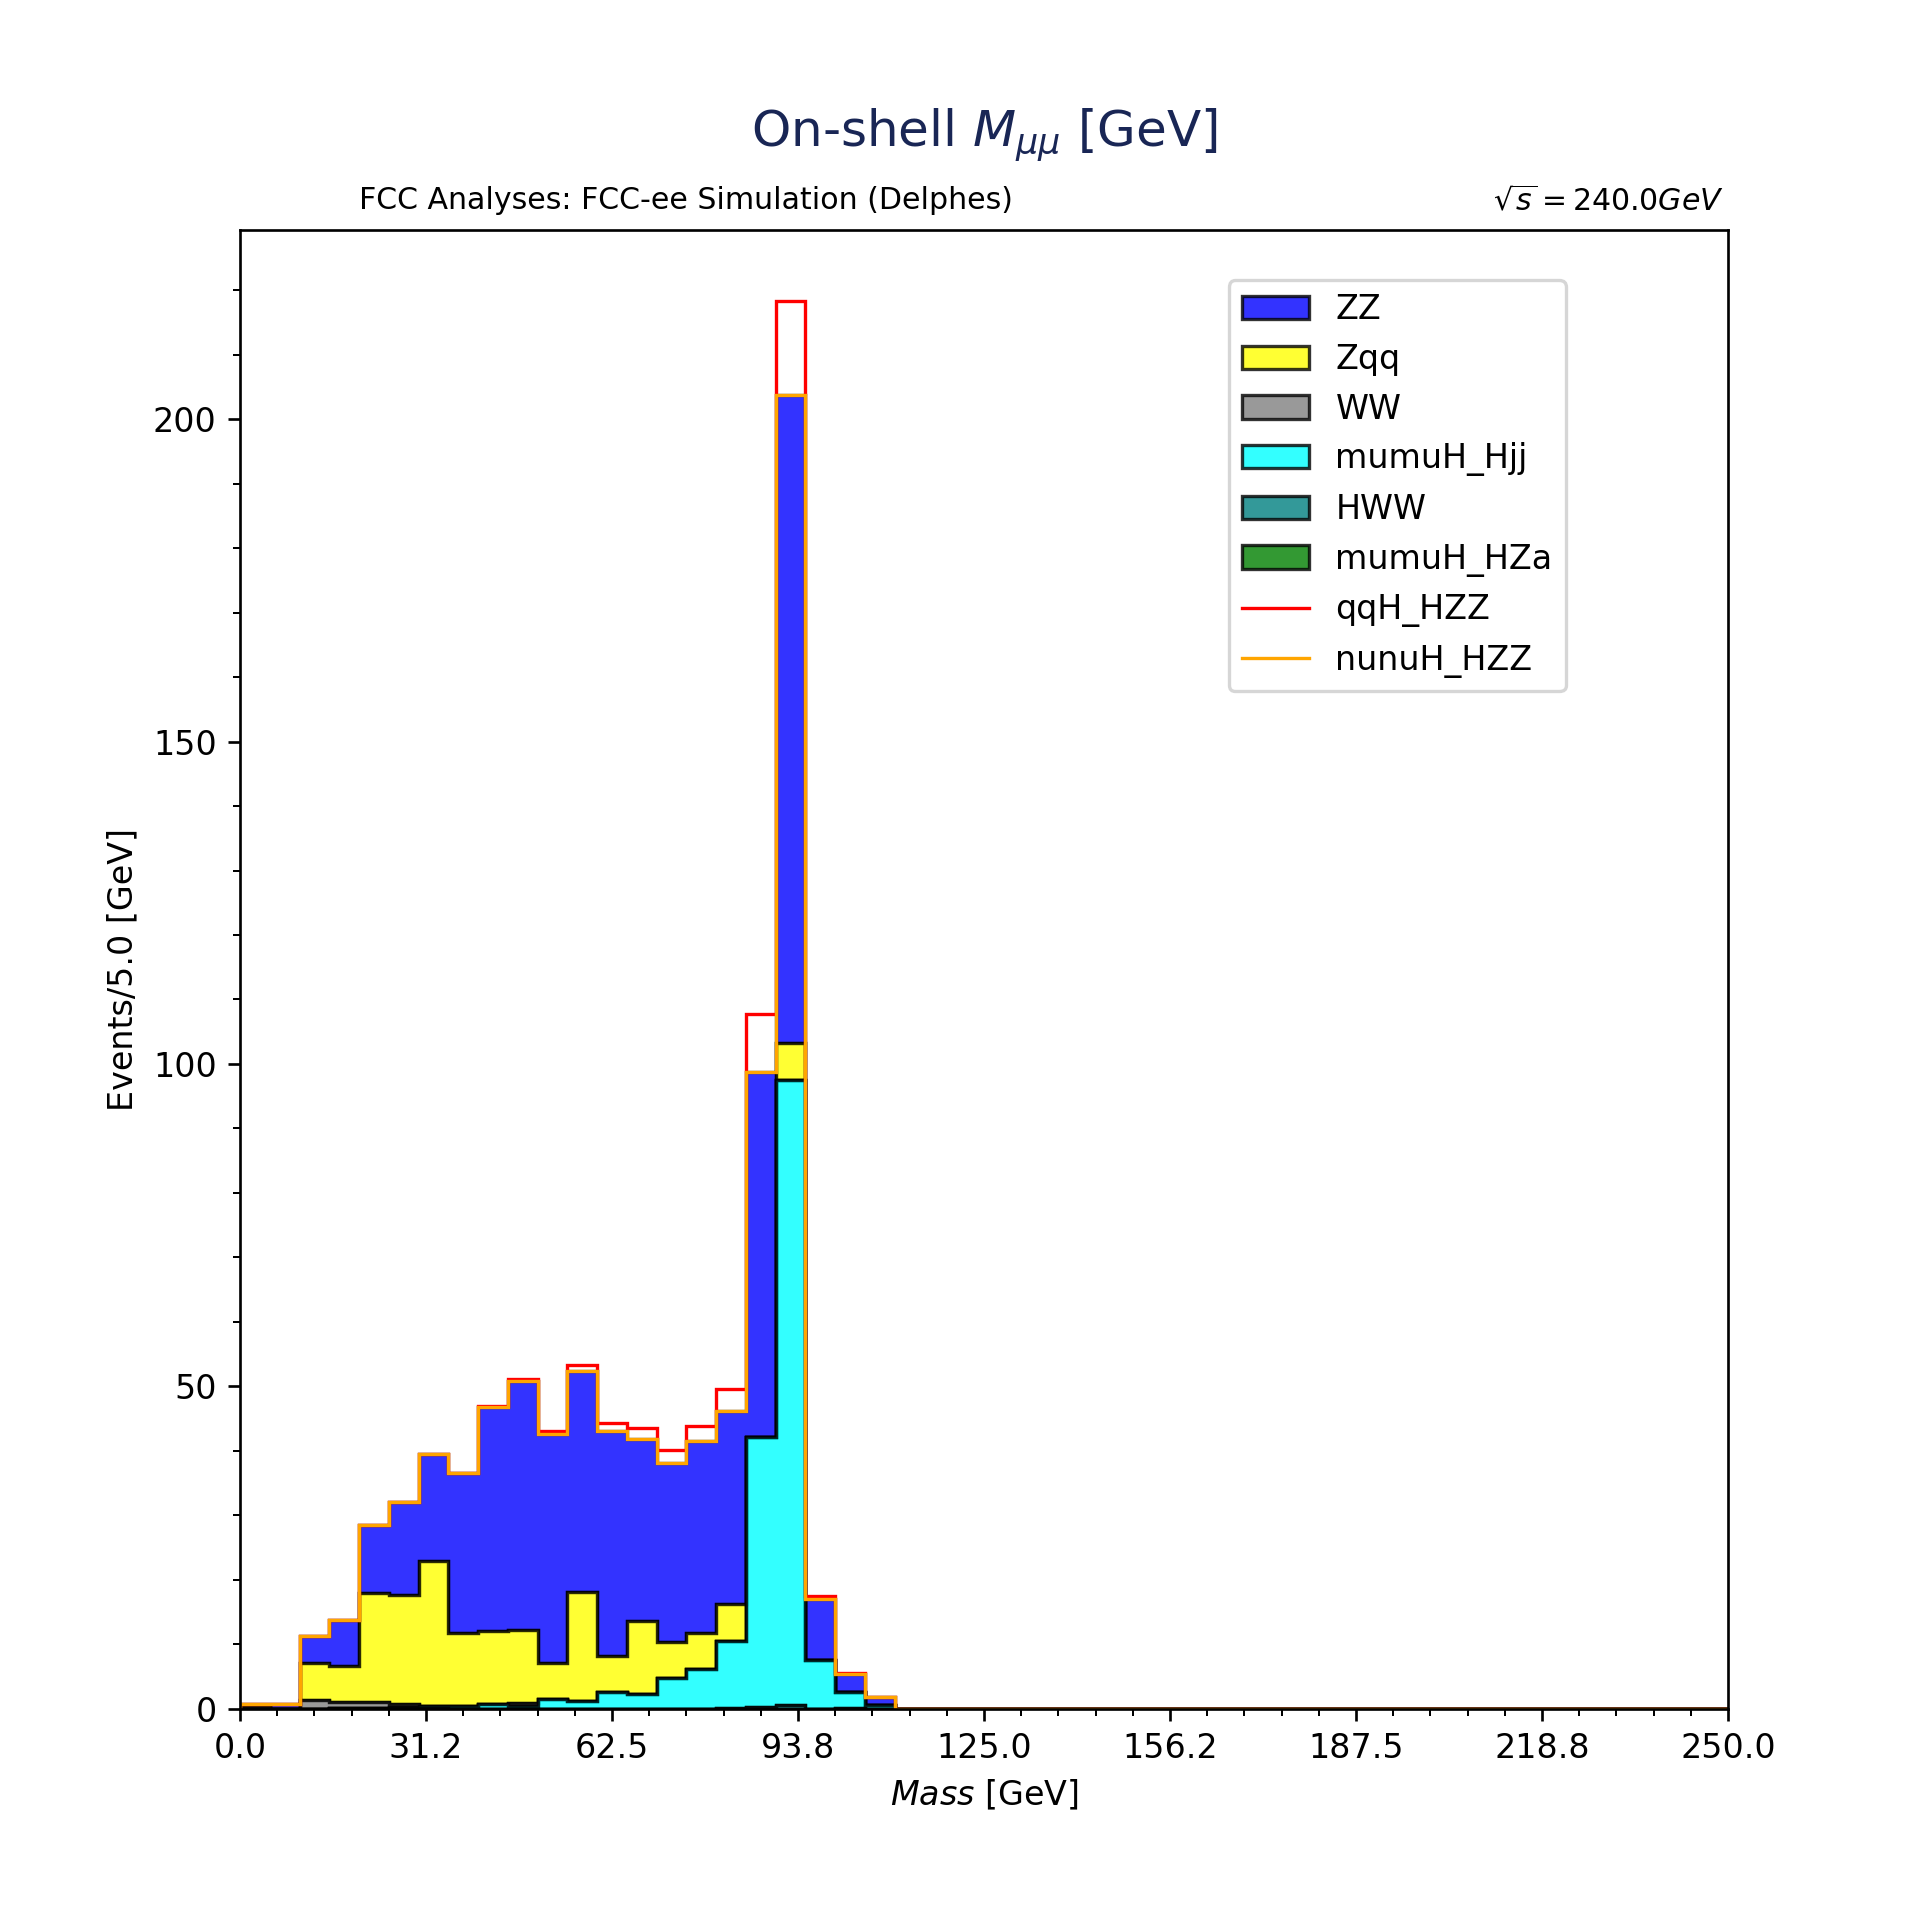 On-shell $M_{\mu\mu}$ [GeV]
FCC Analyses: FCC-ee Simulation (Delphes)
√s = 240.0GeV
ZZ
Zqq
WW
mumuH_Hjj
HWW
mumuH_HZa
qqH_HZZ
nunuH_HZZ
200
150
100
50
0
Events/5.0 [GeV]
0.0 31.2 62.5 93.8 125.0 156.2 187.5 218.8 250.0
Mass [GeV]